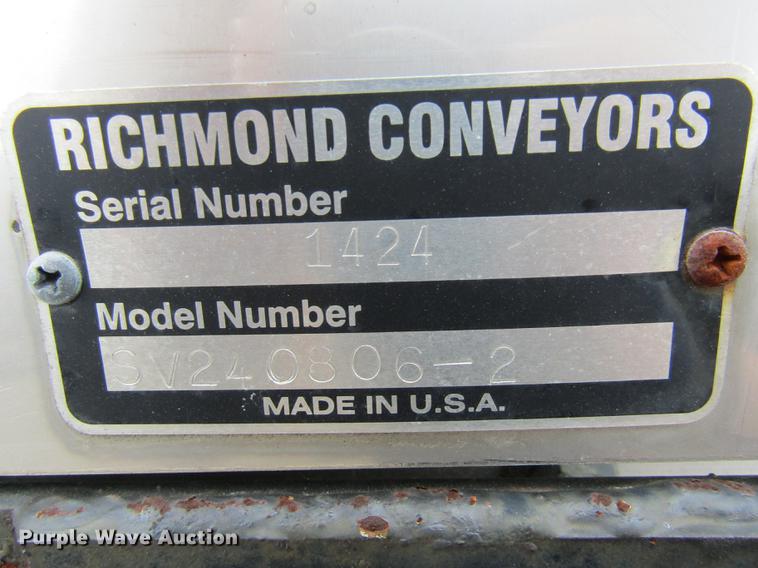 RICHMOND CONVEYORS
Serial Number
1424
Model Number
SV240806-2
MADE IN U.S.A.
Purple Wave Auction